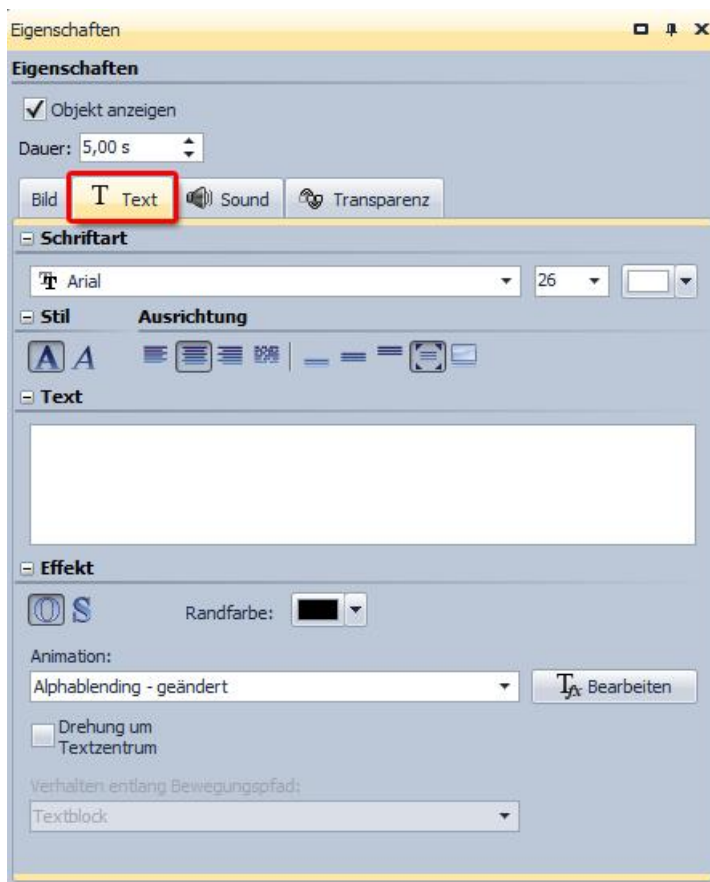 Eigenschaften
Eigenschaften
Objekt anzeigen
Dauer: 5,00 s
Bild T Text Sound Transparenz
Schriftart
Arial 26
Stil Ausrichtung
A A
Text
Effekt
O S Randfarbe:
Animation:
Alphablending - geändert Tfx Bearbeiten
Drehung um
Textzentrum
Verhalten entlang Bewegungspfad:
Textblock